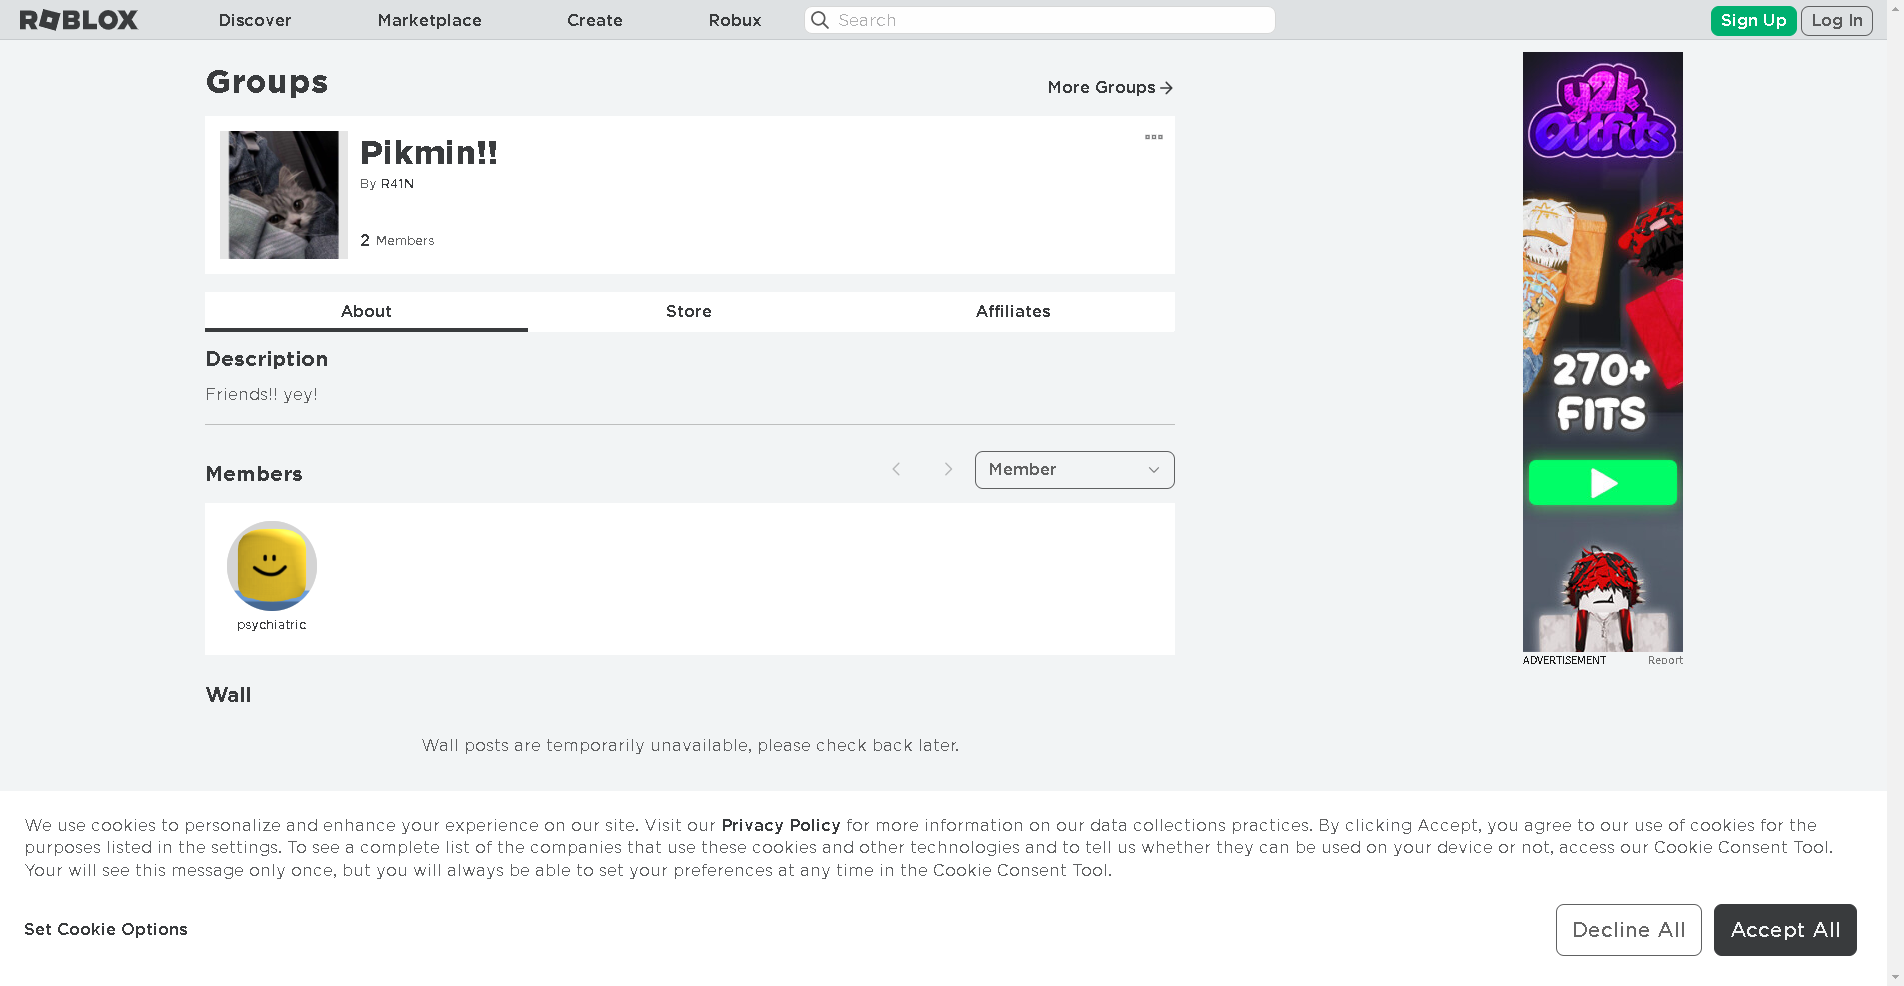 ROBLOX Discover Marketplace Create Robux Search Sign Up Log In
Groups
More Groups
Pikmin!!
By R41N
2 Members
About Store Affiliates
Description
Friends!! yey!
Members
Member
psychiatric
Wall
Wall posts are temporarily unavailable, please check back later.
y2k
Outfits
270+
FITS
ADVERTISEMENT Report
We use cookies to personalize and enhance your experience on our site. Visit our Privacy Policy for more information on our data collections practices. By clicking Accept, you agree to our use of cookies for the
purposes listed in the settings. To see a complete list of the companies that use these cookies and other technologies and to tell us whether they can be used on your device or not, access our Cookie Consent Tool.
Your will see this message only once, but you will always be able to set your preferences at any time in the Cookie Consent Tool.
Set Cookie Options
Decline All Accept All